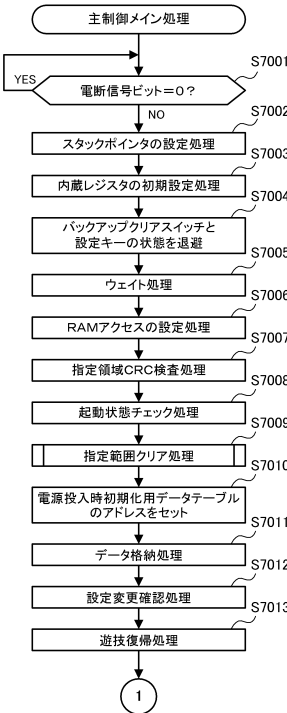 主制御メイン処理
S7001
YES
電断信号ビット＝0？
NO
S7002
スタックポインタの設定処理
S7003
内蔵レジスタの初期設定処理
S7004
バックアップクリアスイッチと
設定キーの状態を退避
S7005
ウェイト処理
S7006
RAMアクセスの設定処理
S7007
指定領域CRC検査処理
S7008
起動状態チェック処理
S7009
指定範囲クリア処理
S7010
電源投入時初期化用データテーブル
のアドレスをセット
S7011
データ格納処理
S7012
設定変更確認処理
S7013
遊技復帰処理
1